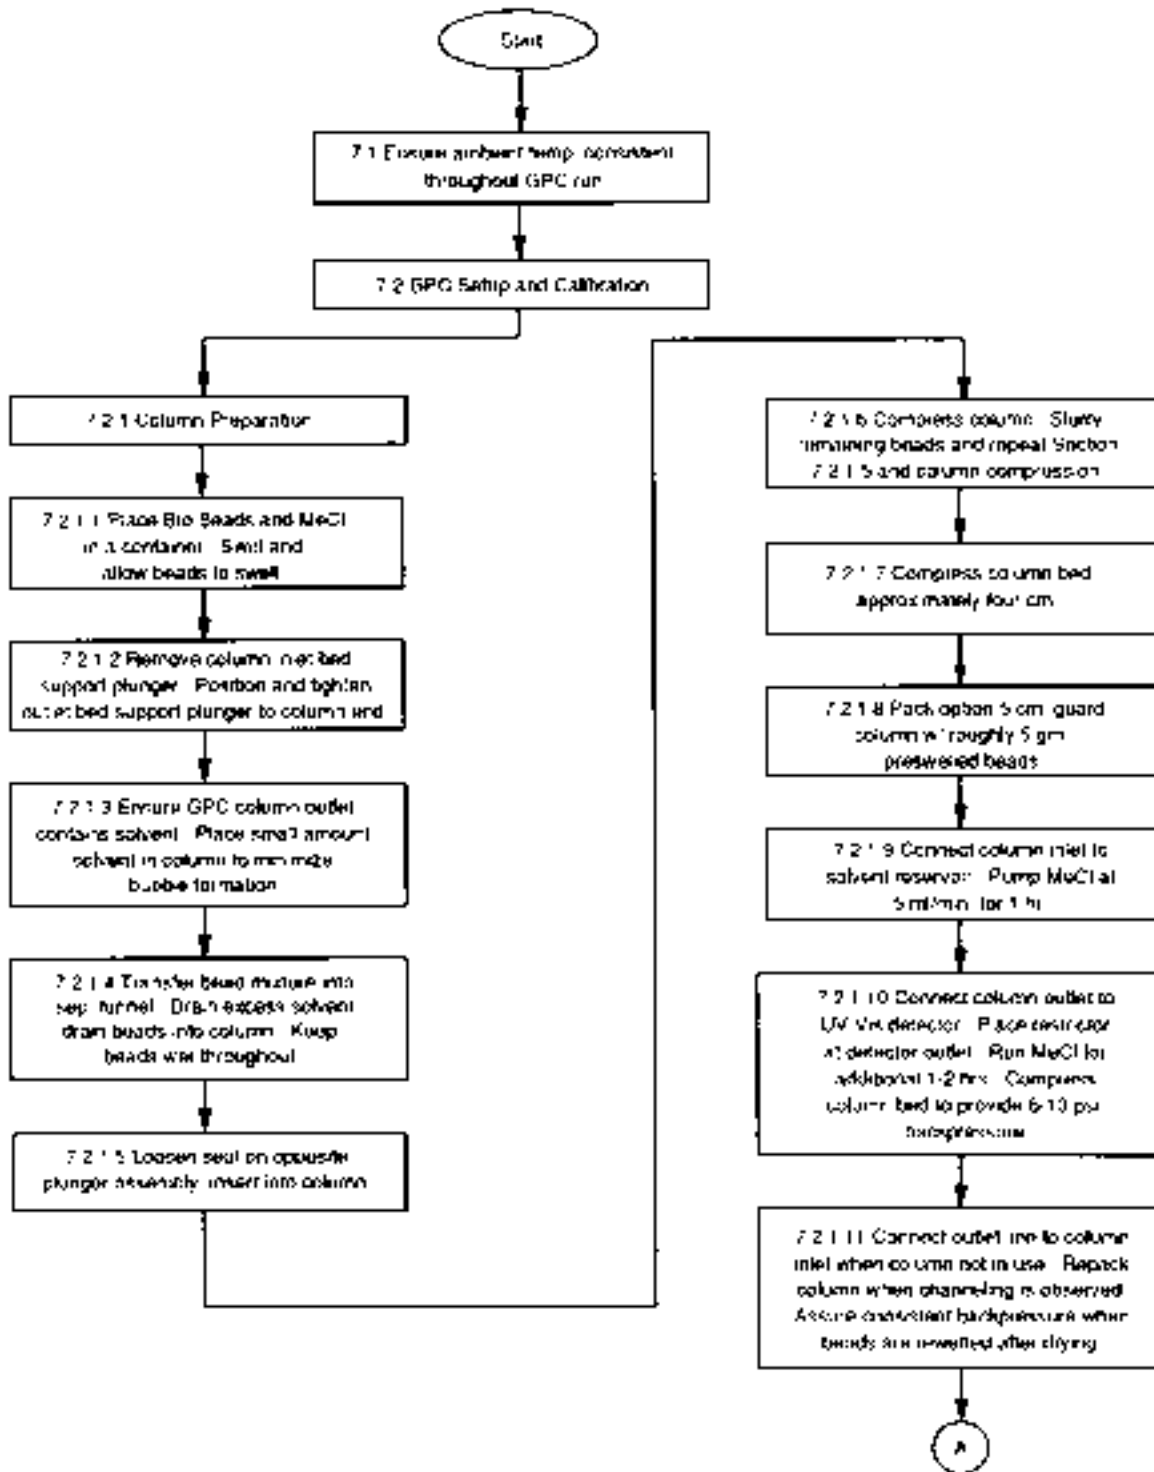 Start
7.1 Ensure ambient temp. consistent
throughout GPC run
7.2 GPC Setup and Calibration
7.2.1 Column Preparation
7.2.1.1 Place Bio Beads and MeCl
in a container. Swirl and
allow beads to swell
7.2.1.2 Remove column inlet bed
support plunger. Position and tighten
outlet bed support plunger to column end
7.2.1.3 Ensure GPC column outlet
contains solvent. Place small amount
solvent in column to minimize
bubble formation
7.2.1.4 Transfer bead mixture into
sep. funnel. Drain excess solvent
drain beads into column. Keep
beads wet throughout
7.2.1.5 Loosen seal on opposite
plunger assembly, insert into column
7.2.1.6 Compress column. Slurry
remaining beads and repeat Section
7.2.1.5 and column compression
7.2.1.7 Compress column bed
approximately four cm
7.2.1.8 Pack option 5 cm. guard
column w/ roughly 5 gm
preswelled beads
7.2.1.9 Connect column inlet to
solvent reservoir. Pump MeCl at
5 ml/min. for 1 hr
7.2.1.10 Connect column outlet to
UV-Vis detector. Place restrictor
at detector outlet. Run MeCl for
additional 1-2 hrs. Compress
column bed to provide 6-10 psi
backpressure
7.2.1.11 Connect outlet line to column
inlet when column not in use. Repack
column when channeling is observed
Assure consistent backpressure when
beads are rewetted after drying
A